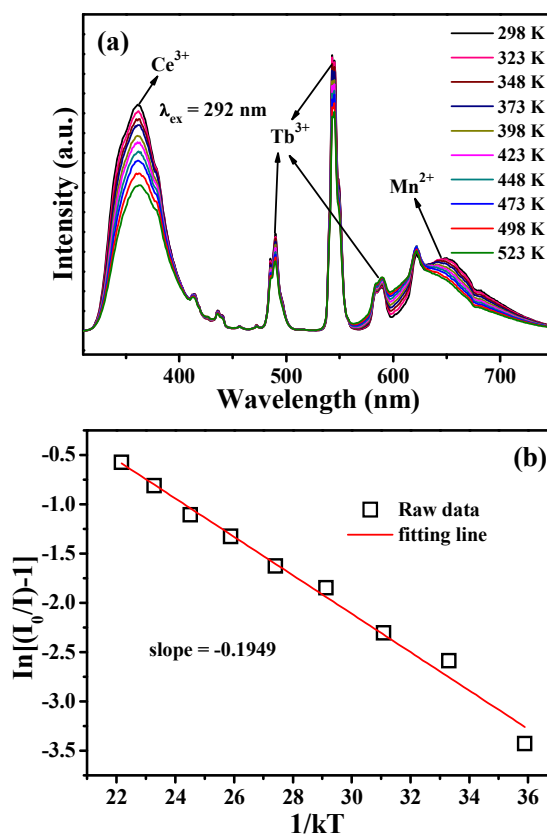 (a)
Ce³⁺
λₑₓ = 292 nm
Tb³⁺
Mn²⁺
298 K
323 K
348 K
373 K
398 K
423 K
448 K
473 K
498 K
523 K
Intensity (a.u.)
400 500 600 700
Wavelength (nm)
(b)
Raw data
fitting line
slope = -0.1949
In[(I₀/I)-1]
-0.5
-1.0
-1.5
-2.0
-2.5
-3.0
-3.5
22 24 26 28 30 32 34 36
1/kT